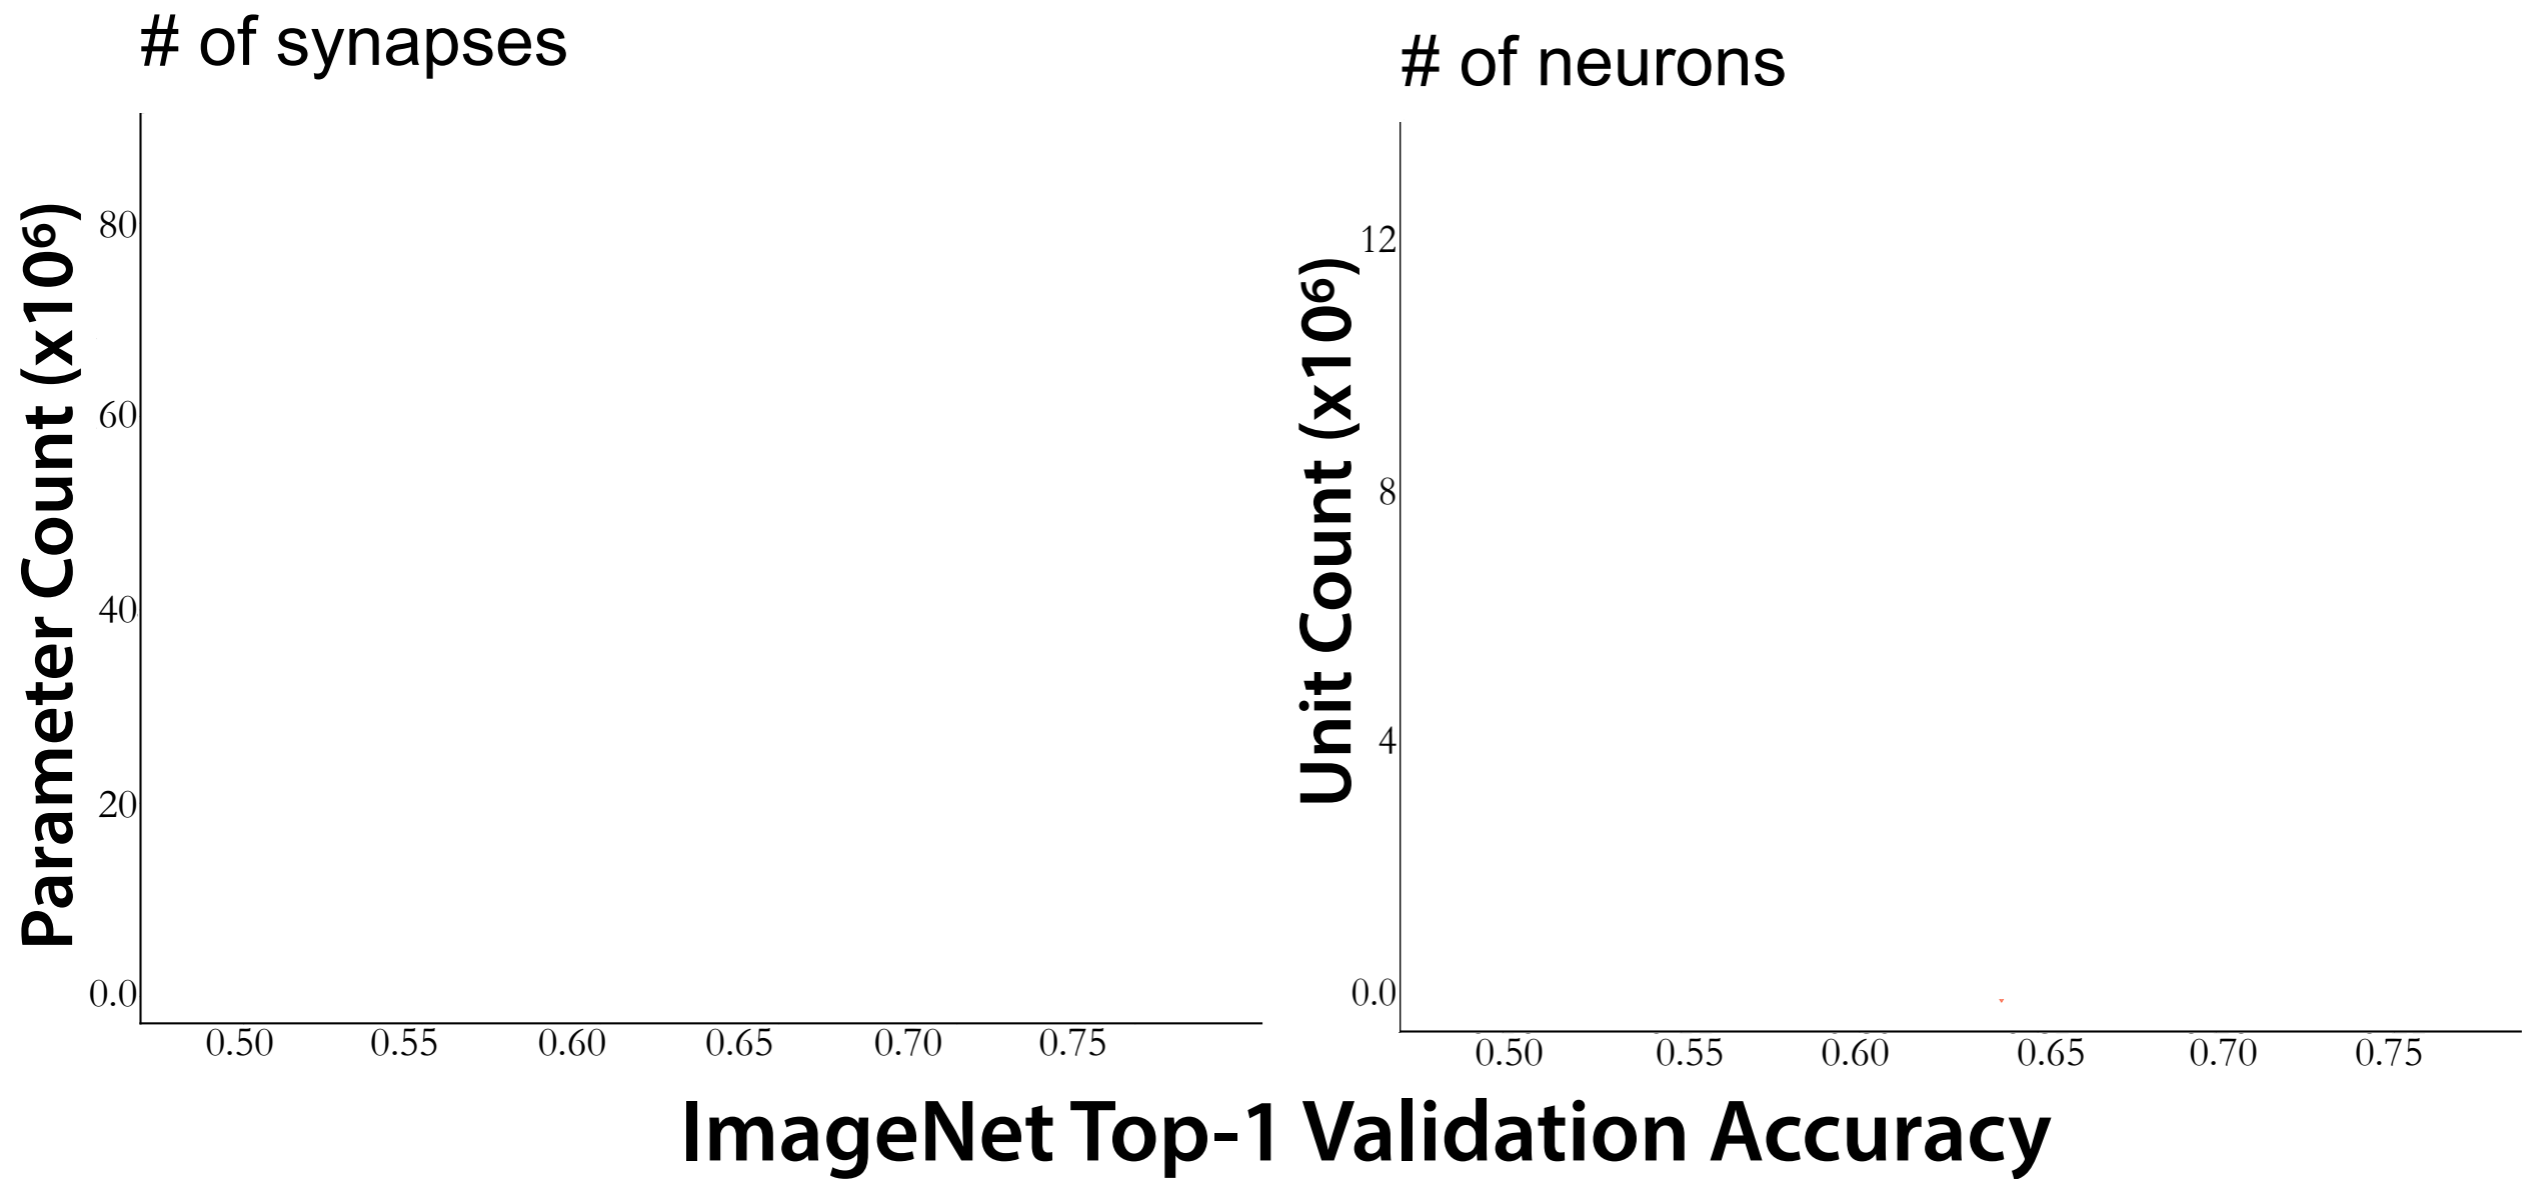 # of synapses
Parameter Count (x10⁶)
80
60
40
20
0.0
0.50 0.55 0.60 0.65 0.70 0.75
# of neurons
Unit Count (x10⁶)
12
8
4
0.0
0.50 0.55 0.60 0.65 0.70 0.75
ImageNet Top-1 Validation Accuracy